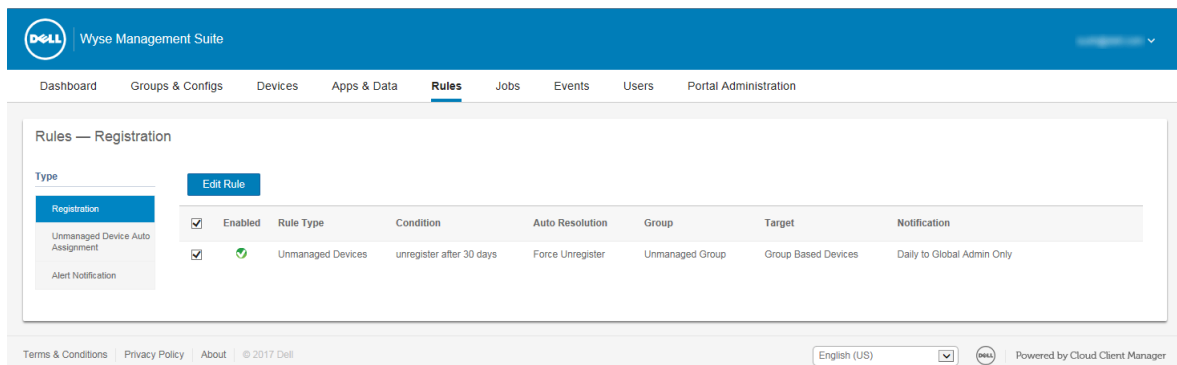 DELL Wyse Management Suite
Dashboard Groups & Configs Devices Apps & Data Rules Jobs Events Users Portal Administration
Rules — Registration
Type
Edit Rule
Registration
Unmanaged Device Auto
Assignment
Alert Notification
Enabled Rule Type Condition Auto Resolution Group Target Notification
Unmanaged Devices unregister after 30 days Force Unregister Unmanaged Group Group Based Devices Daily to Global Admin Only
Terms & Conditions Privacy Policy About © 2017 Dell English (US) DELL Powered by Cloud Client Manager